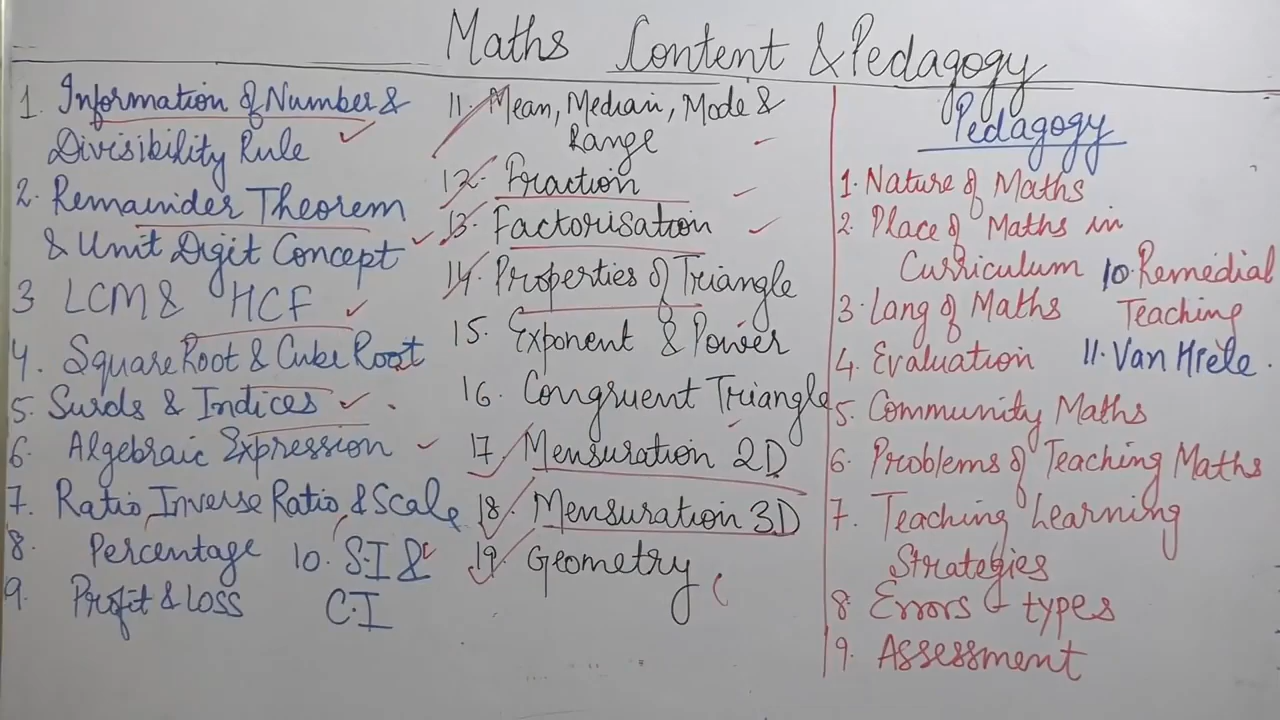 Maths Content & Pedagogy
1. Information of Number &
Divisibility Rule
2. Remainder Theorem
& Unit Digit Concept
3 LCM & HCF
4. Square Root & Cube Root
5. Surds & Indices
6. Algebraic Expression
7. Ratio, Inverse Ratio, & Scale
8. Percentage 10. S.I &
9. Profit & Loss C.I
11. Mean, Median, Mode &
Range
12. Fraction
13. Factorisation
14. Properties of Triangle
15. Exponent & Power
16. Congruent Triangle
17. Mensuration 2D
18. Mensuration 3D
19. Geometry
Pedagogy
1. Nature of Maths
2. Place of Maths in
Curriculum 10. Remedial
3. Lang of Maths Teaching
4. Evaluation 11. Van Hiele.
5. Community Maths
6. Problems of Teaching Maths
7. Teaching Learning
Strategies
8. Errors - types
9. Assessment